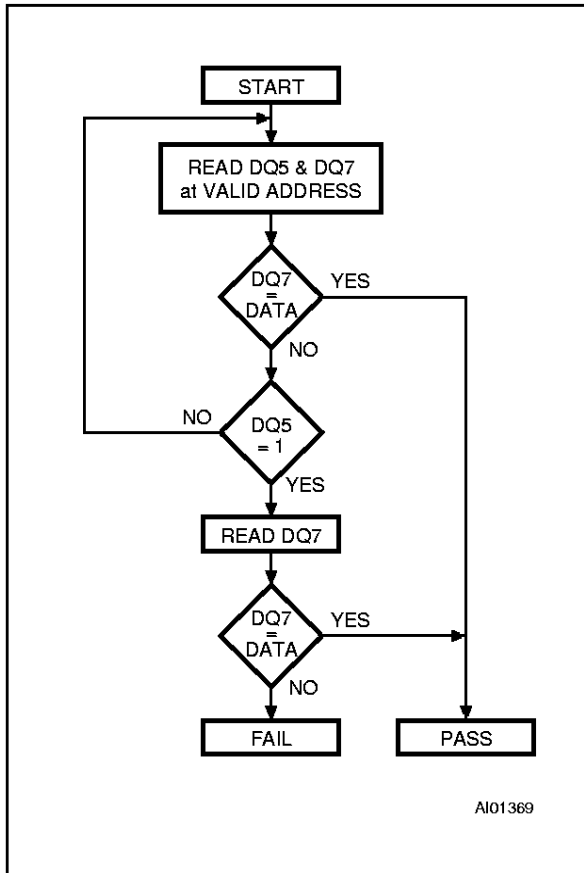 START
READ DQ5 & DQ7
at VALID ADDRESS
DQ7
=
DATA
YES
NO
NO
DQ5
= 1
YES
READ DQ7
DQ7
=
DATA
YES
NO
FAIL
PASS
AI01369